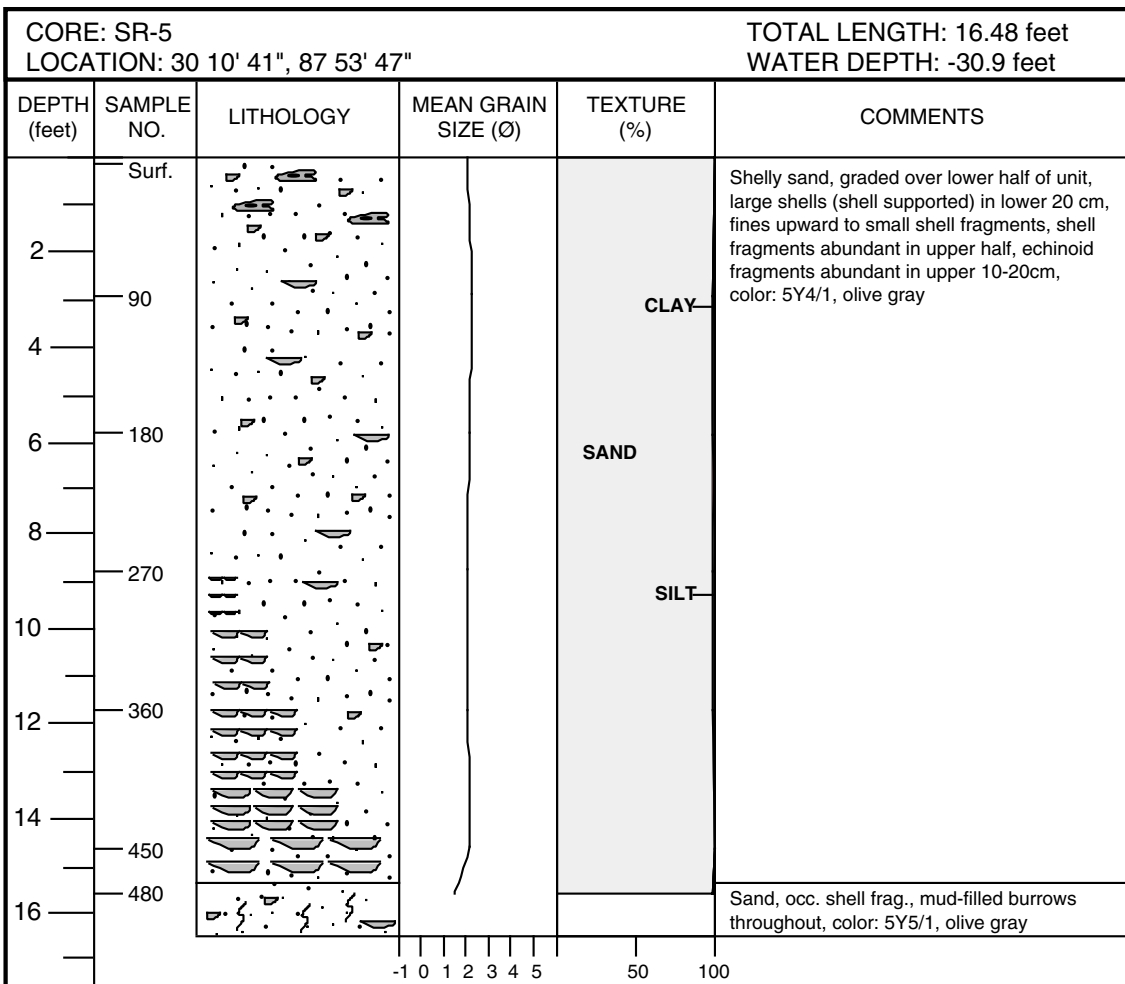 CORE: SR-5
TOTAL LENGTH: 16.48 feet
LOCATION: 30 10' 41", 87 53' 47"
WATER DEPTH: -30.9 feet
DEPTH (feet)
SAMPLE NO.
LITHOLOGY
MEAN GRAIN SIZE (Ø)
TEXTURE (%)
COMMENTS
Surf.
Shelly sand, graded over lower half of unit,
large shells (shell supported) in lower 20 cm,
fines upward to small shell fragments, shell
fragments abundant in upper half, echinoid
fragments abundant in upper 10-20cm,
color: 5Y4/1, olive gray
2
90
CLAY
4
180
6
SAND
8
270
SILT
10
360
12
14
450
480
Sand, occ. shell frag., mud-filled burrows
throughout, color: 5Y5/1, olive gray
16
-1 0 1 2 3 4 5
50 100